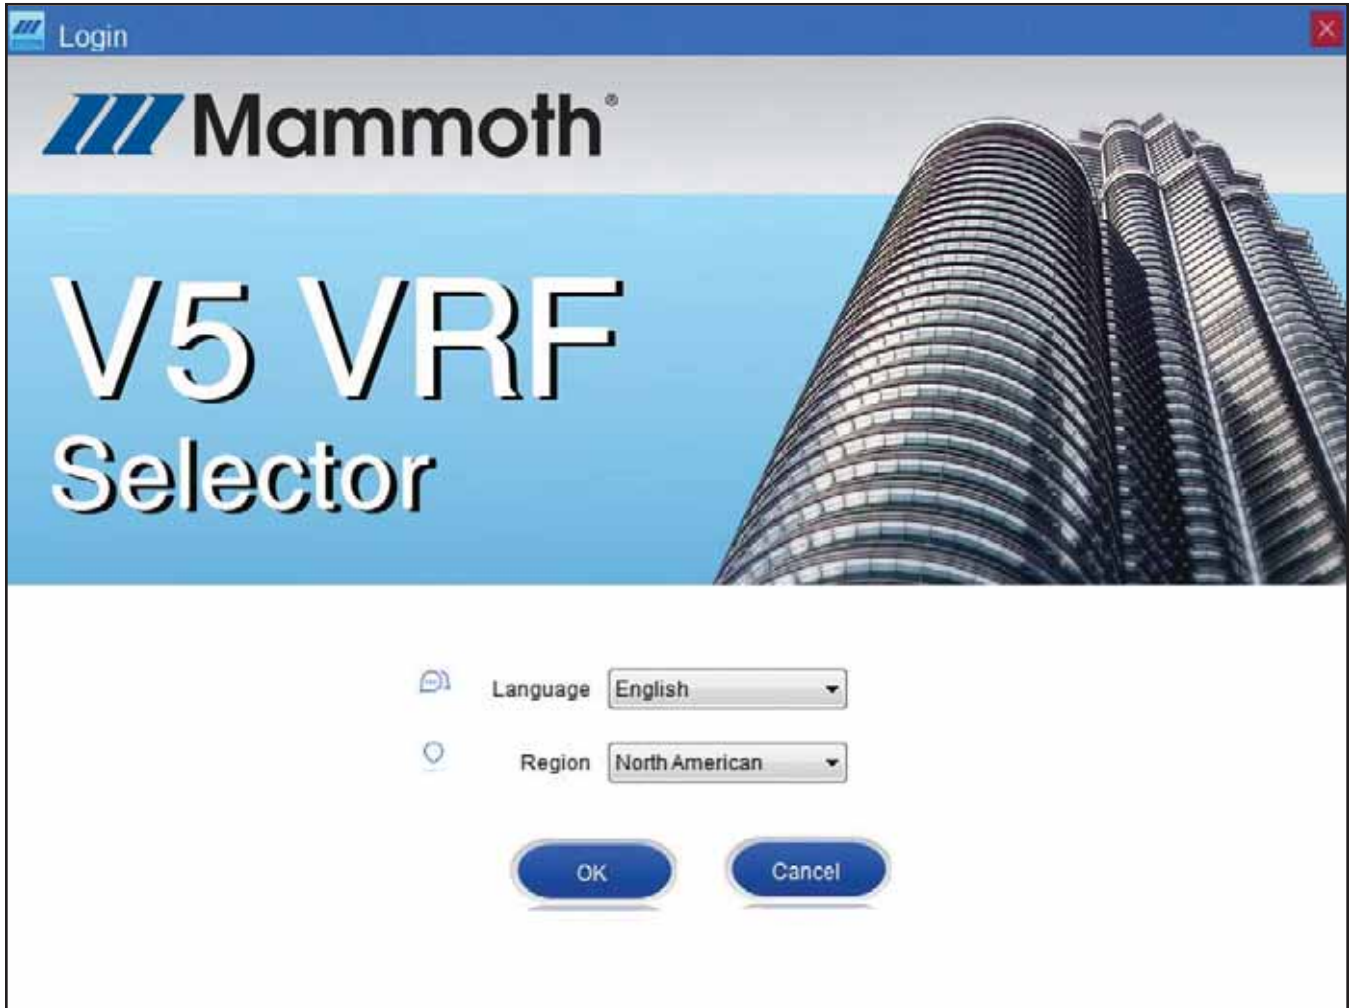 Login
Mammoth®
V5 VRF
Selector
Language English
Region North American
OK Cancel